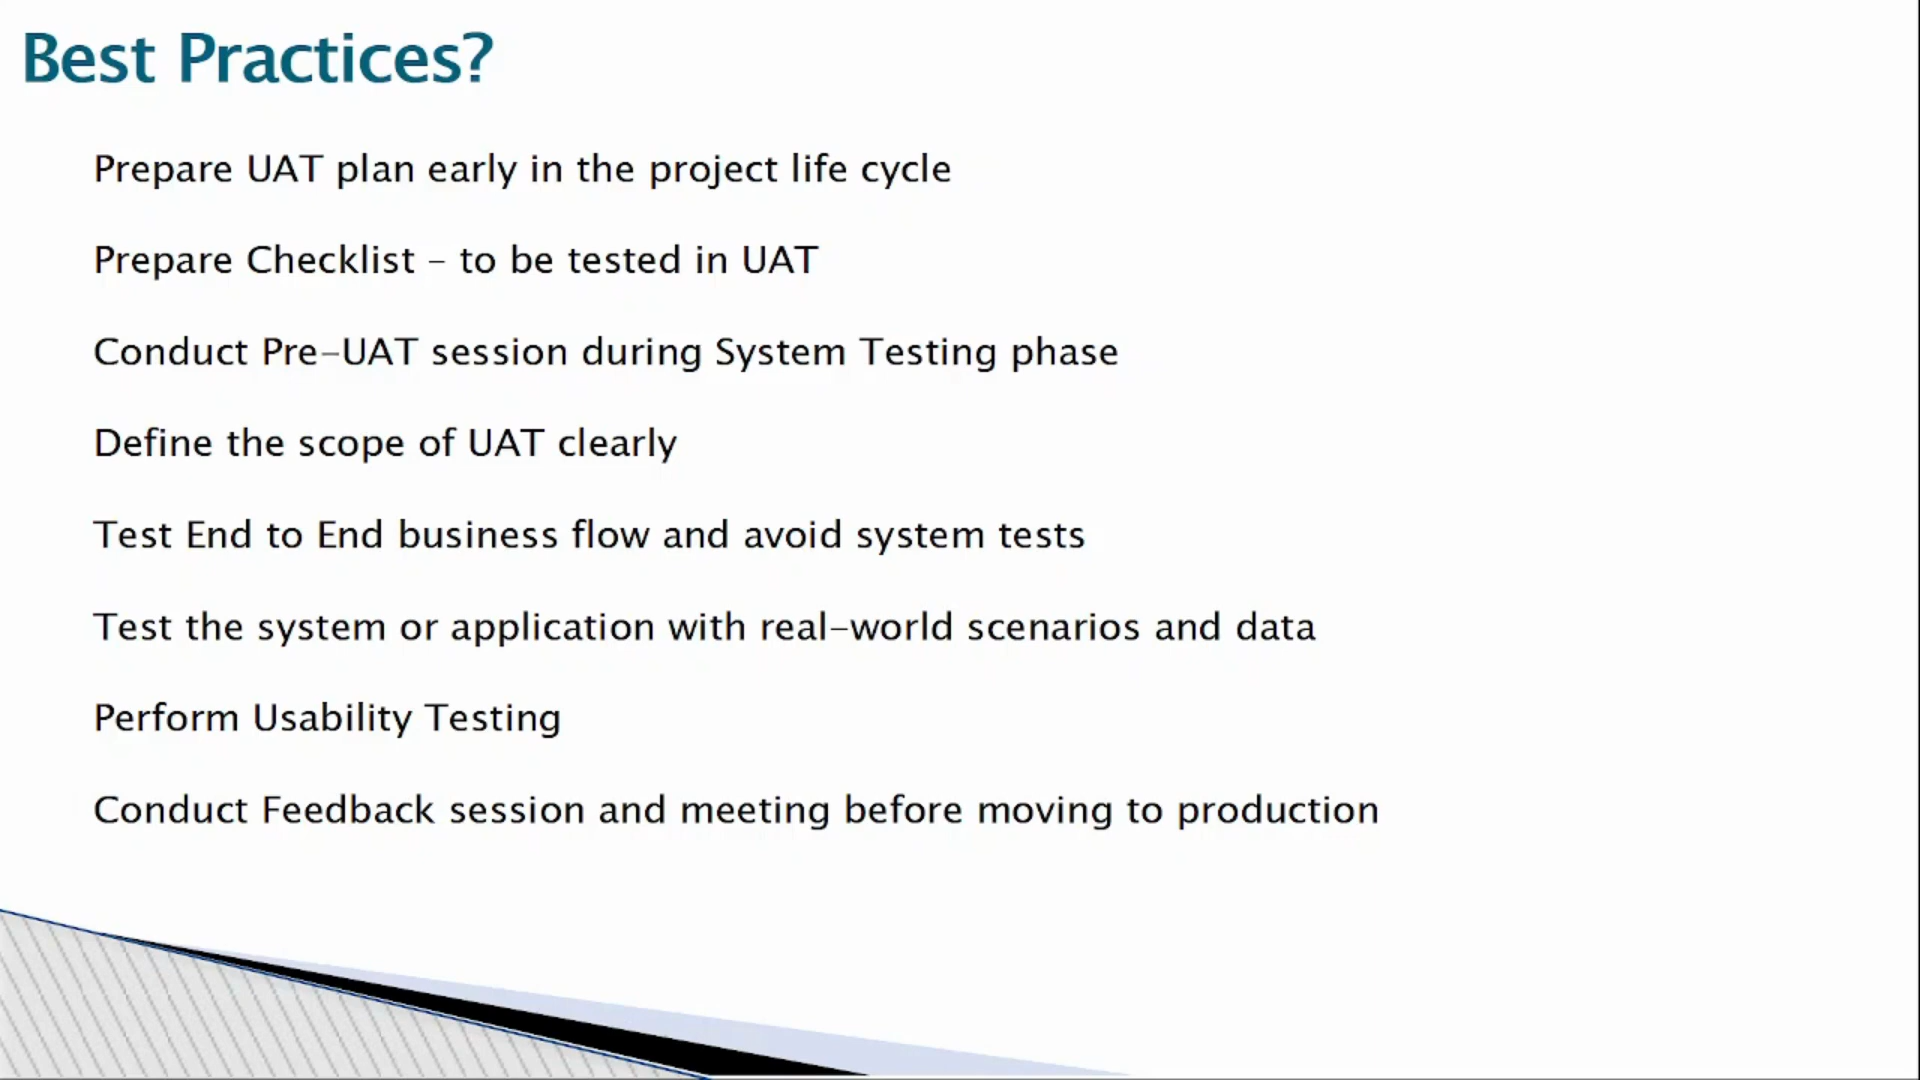 Best Practices?
Prepare UAT plan early in the project life cycle
Prepare Checklist – to be tested in UAT
Conduct Pre-UAT session during System Testing phase
Define the scope of UAT clearly
Test End to End business flow and avoid system tests
Test the system or application with real-world scenarios and data
Perform Usability Testing
Conduct Feedback session and meeting before moving to production